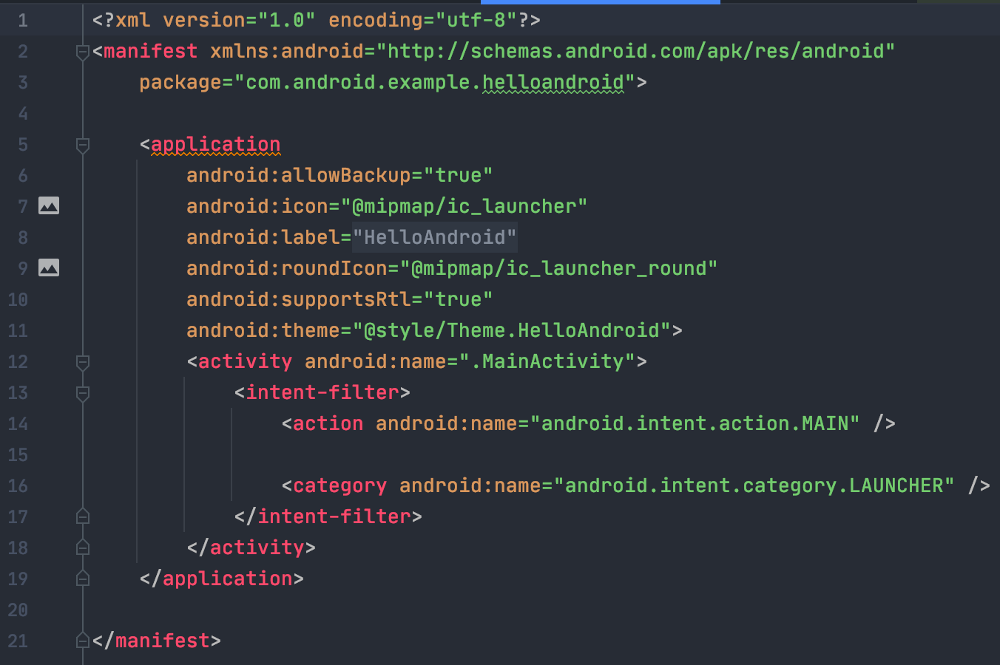 1 <?xml version="1.0" encoding="utf-8"?>
2 <manifest xmlns:android="http://schemas.android.com/apk/res/android"
3     package="com.android.example.helloandroid">
4
5     <application
6         android:allowBackup="true"
7         android:icon="@mipmap/ic_launcher"
8         android:label="HelloAndroid"
9         android:roundIcon="@mipmap/ic_launcher_round"
10         android:supportsRtl="true"
11         android:theme="@style/Theme.HelloAndroid">
12         <activity android:name=".MainActivity">
13             <intent-filter>
14                 <action android:name="android.intent.action.MAIN" />
15
16                 <category android:name="android.intent.category.LAUNCHER" />
17             </intent-filter>
18         </activity>
19     </application>
20
21 </manifest>